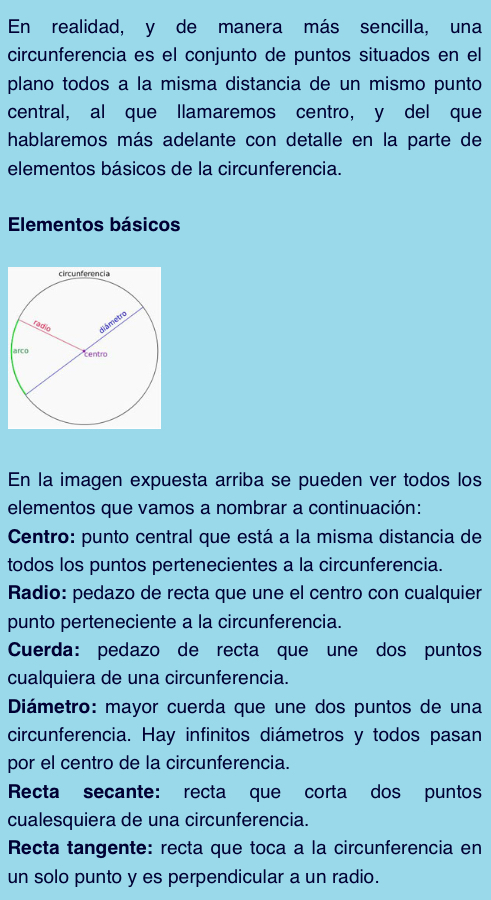 En realidad, y de manera más sencilla, una
circunferencia es el conjunto de puntos situados en el
plano todos a la misma distancia de un mismo punto
central, al que llamaremos centro, y del que
hablaremos más adelante con detalle en la parte de
elementos básicos de la circunferencia.
Elementos básicos
circunferencia
radio
diámetro
arco
centro
En la imagen expuesta arriba se pueden ver todos los
elementos que vamos a nombrar a continuación:
Centro: punto central que está a la misma distancia de
todos los puntos pertenecientes a la circunferencia.
Radio: pedazo de recta que une el centro con cualquier
punto perteneciente a la circunferencia.
Cuerda: pedazo de recta que une dos puntos
cualquiera de una circunferencia.
Diámetro: mayor cuerda que une dos puntos de una
circunferencia. Hay infinitos diámetros y todos pasan
por el centro de la circunferencia.
Recta secante: recta que corta dos puntos
cualesquiera de una circunferencia.
Recta tangente: recta que toca a la circunferencia en
un solo punto y es perpendicular a un radio.